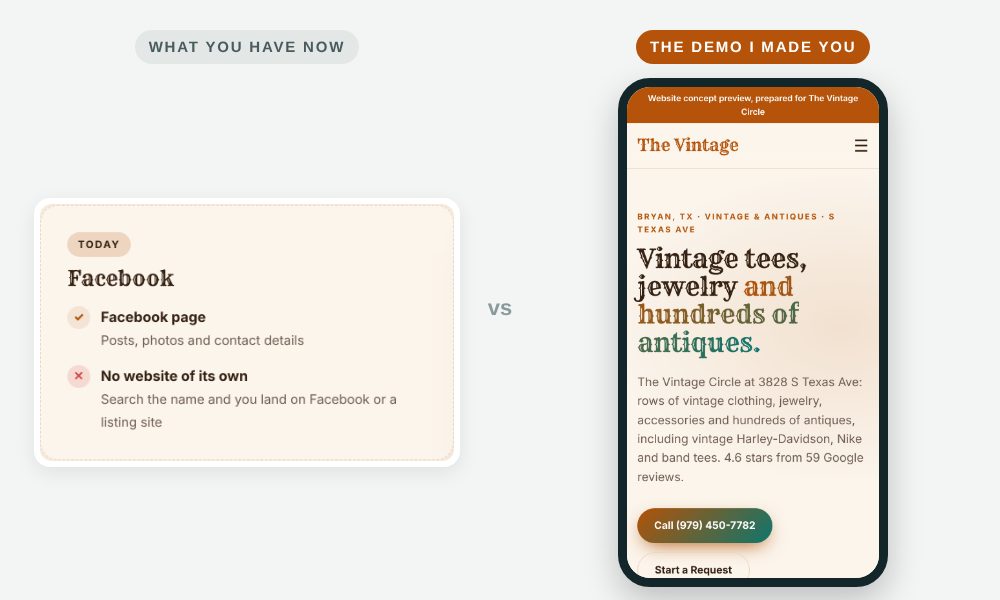 WHAT YOU HAVE NOW
THE DEMO I MADE YOU
TODAY
Facebook
Facebook page
Posts, photos and contact details
No website of its own
Search the name and you land on Facebook or a
listing site
vs
Website concept preview, prepared for The Vintage
Circle
The Vintage
BRYAN, TX · VINTAGE & ANTIQUES · S
TEXAS AVE
Vintage tees,
jewelry and
hundreds of
antiques.
The Vintage Circle at 3828 S Texas Ave:
rows of vintage clothing, jewelry,
accessories and hundreds of antiques,
including vintage Harley-Davidson, Nike
and band tees. 4.6 stars from 59 Google
reviews.
Call (979) 450-7782
Start a Request